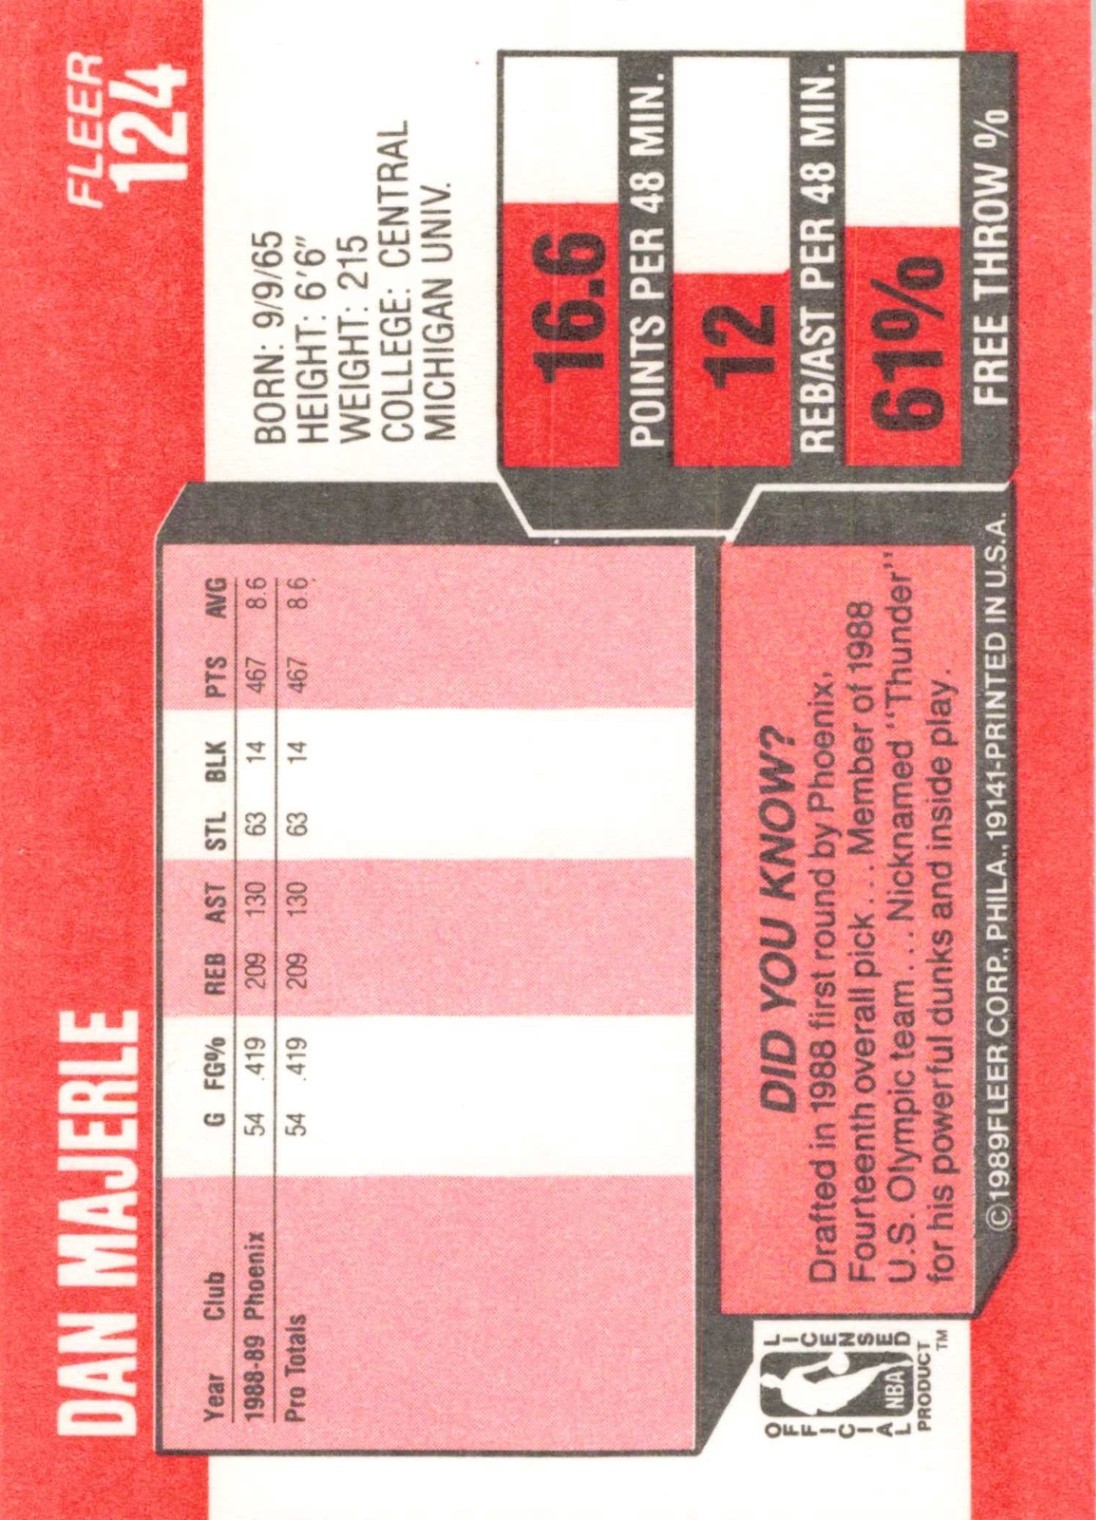 DAN MAJERLE
FLEER
124
BORN: 9/9/65
HEIGHT: 6'6"
WEIGHT: 215
COLLEGE: CENTRAL
MICHIGAN UNIV.
Year Club G FG% REB AST STL BLK PTS AVG
1988-89 Phoenix 54 .419 209 130 63 14 467 8.6
Pro Totals 54 .419 209 130 63 14 467 8.6
16.6
POINTS PER 48 MIN.
12
REB/AST PER 48 MIN.
61%
FREE THROW %
DID YOU KNOW?
Drafted in 1988 first round by Phoenix,
Fourteenth overall pick . . . Member of 1988
U.S. Olympic team . . . Nicknamed "Thunder"
for his powerful dunks and inside play.
OFFICIAL LICENSED
NBA
PRODUCT™
©1989FLEER CORP., PHILA., 19141-PRINTED IN U.S.A.